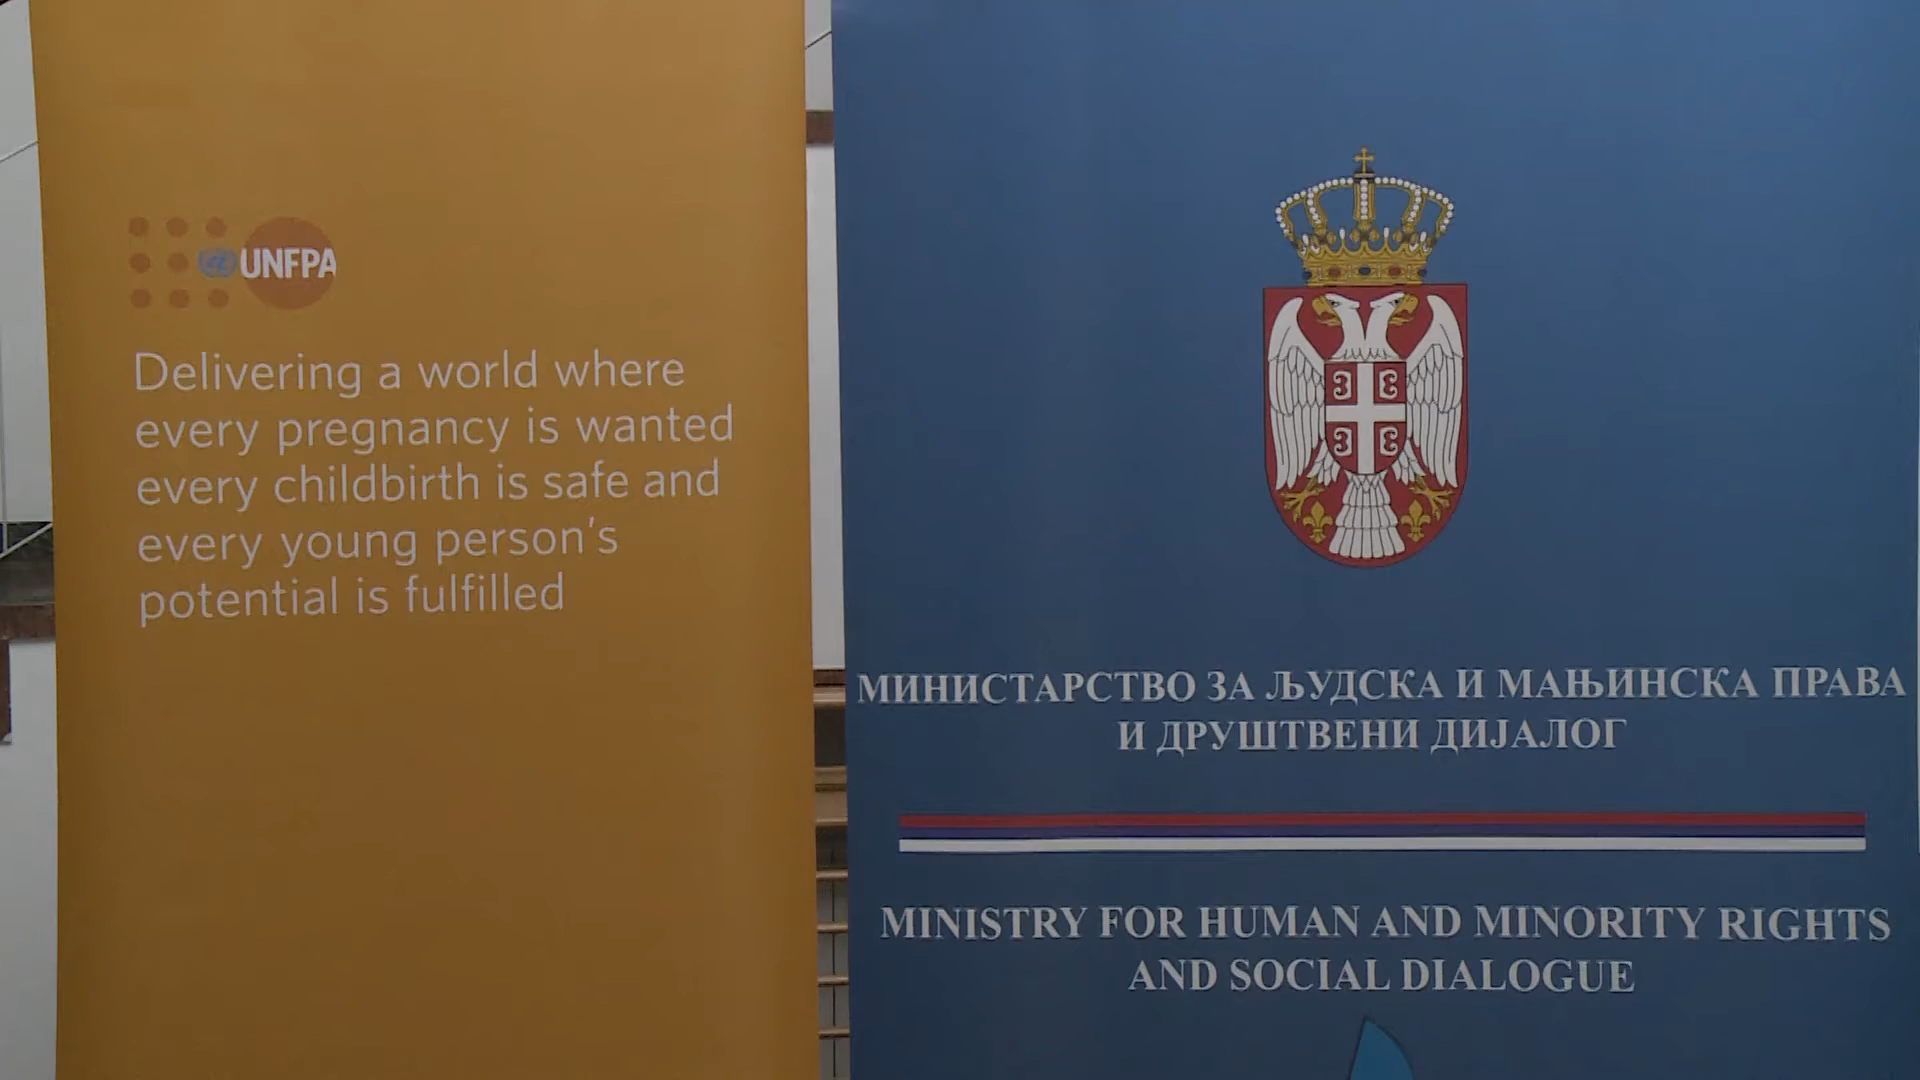 UNFPA
Delivering a world where
every pregnancy is wanted
every childbirth is safe and
every young person's
potential is fulfilled
МИНИСТАРСТВО ЗА ЉУДСКА И МАЊИНСКА ПРАВА
И ДРУШТВЕНИ ДИЈАЛОГ
MINISTRY FOR HUMAN AND MINORITY RIGHTS
AND SOCIAL DIALOGUE